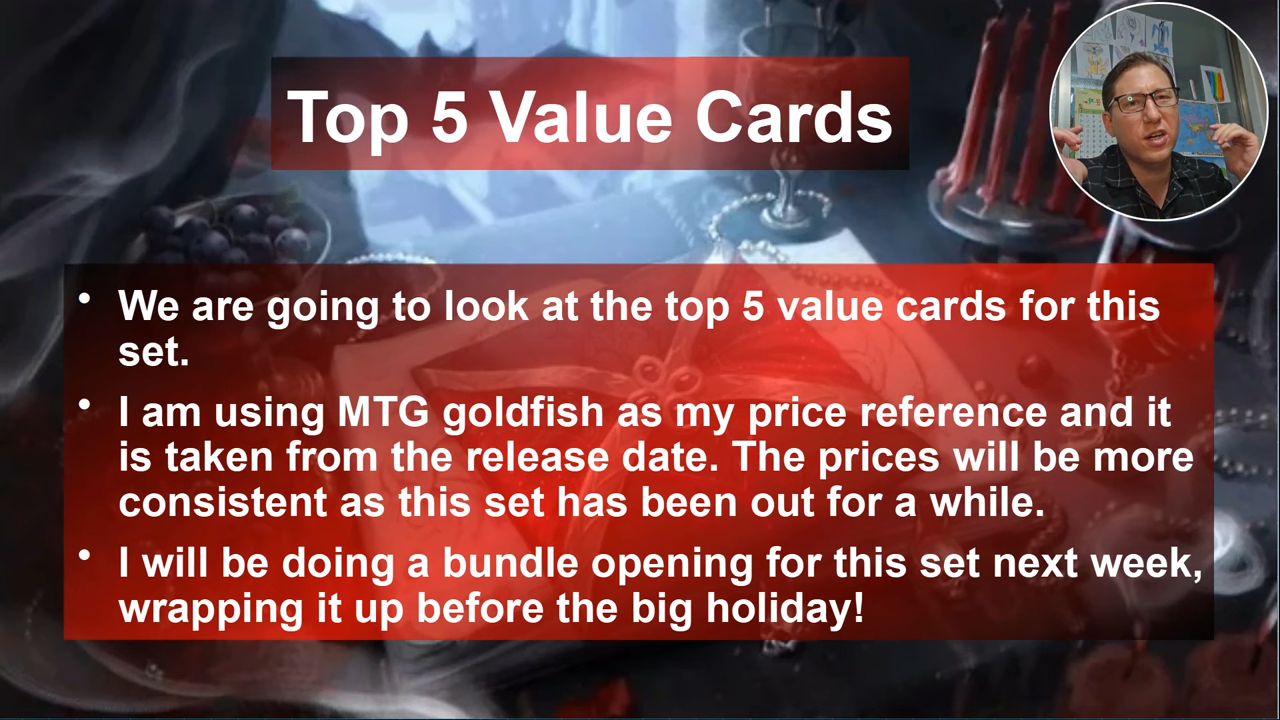 Top 5 Value Cards
• We are going to look at the top 5 value cards for this
set.
• I am using MTG goldfish as my price reference and it
is taken from the release date. The prices will be more
consistent as this set has been out for a while.
• I will be doing a bundle opening for this set next week,
wrapping it up before the big holiday!